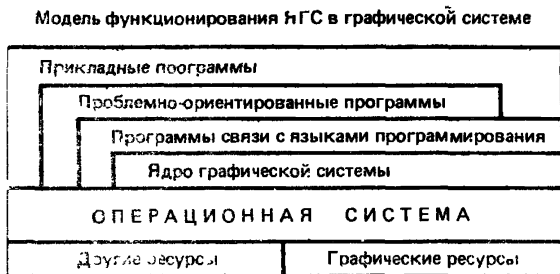 Модель функционирования ЯГС в графической системе
Прикладные программы
Проблемно-ориентированные программы
Программы связи с языками программирования
Ядро графической системы
ОПЕРАЦИОННАЯ СИСТЕМА
Другие ресурсы
Графические ресурсы